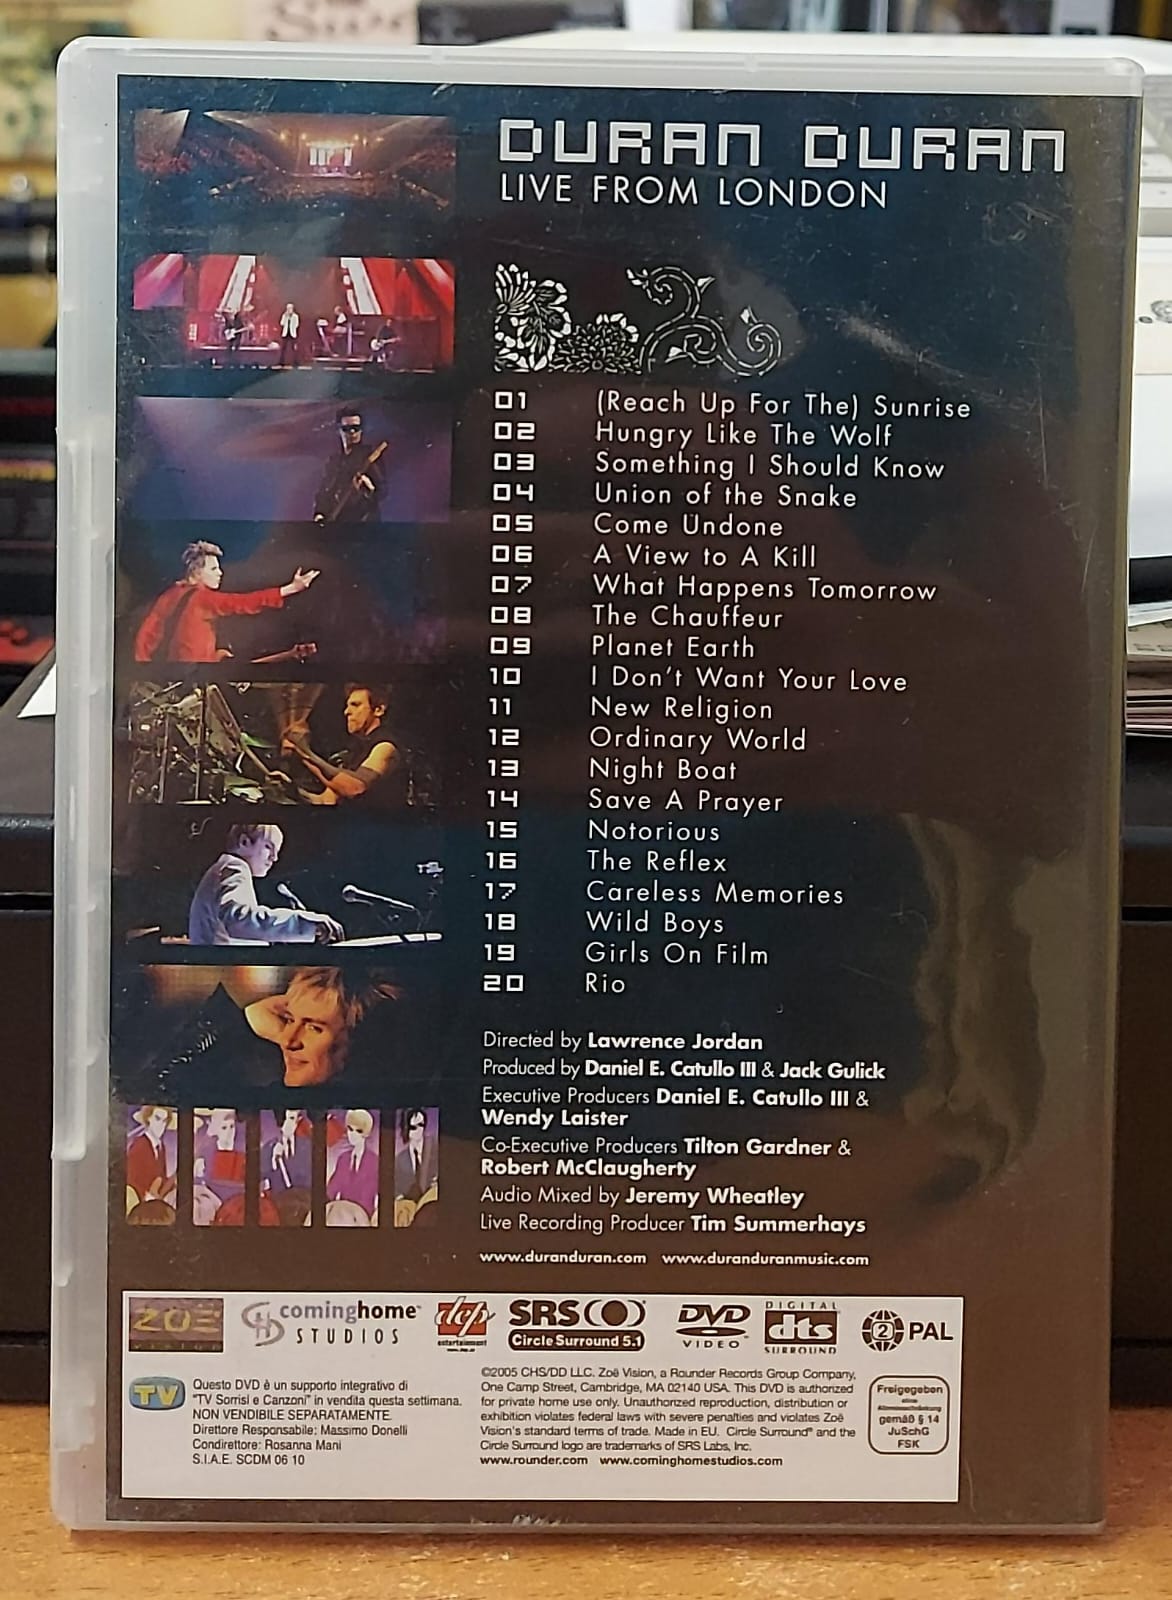 DURAN DURAN
LIVE FROM LONDON
01 (Reach Up For The) Sunrise
02 Hungry Like The Wolf
03 Something I Should Know
04 Union of the Snake
05 Come Undone
06 A View to A Kill
07 What Happens Tomorrow
08 The Chauffeur
09 Planet Earth
10 I Don't Want Your Love
11 New Religion
12 Ordinary World
13 Night Boat
14 Save A Prayer
15 Notorious
16 The Reflex
17 Careless Memories
18 Wild Boys
19 Girls On Film
20 Rio
Directed by Lawrence Jordan
Produced by Daniel E. Catullo III & Jack Gulick
Executive Producers Daniel E. Catullo III &
Wendy Laister
Co-Executive Producers Tilton Gardner &
Robert McClaugherty
Audio Mixed by Jeremy Wheatley
Live Recording Producer Tim Summerhays
www.duranduran.com www.duranduranmusic.com
ZOË
VISION
cominghome™
STUDIOS
dcp
entertainment
SRS
Circle Surround 5.1
DVD
VIDEO™
DIGITAL
dts
SURROUND
2 PAL
TV
Questo DVD è un supporto integrativo di
"TV Sorrisi e Canzoni" in vendita questa settimana.
NON VENDIBILE SEPARATAMENTE.
Direttore Responsabile: Massimo Donelli
Condirettore: Rosanna Mani
S.I.A.E. SCDM 06 10
©2005 CHS/DD LLC. Zoë Vision, a Rounder Records Group Company,
One Camp Street, Cambridge, MA 02140 USA. This DVD is authorized
for private home use only. Unauthorized reproduction, distribution or
exhibition violates federal laws with severe penalties and violates Zoë
Vision's standard terms of trade. Made in EU. Circle Surround® and the
Circle Surround logo are trademarks of SRS Labs, Inc.
www.rounder.com www.cominghomestudios.com
Freigegeben
ohne
Altersbeschränkung
gemäß § 14
JuSchG
FSK